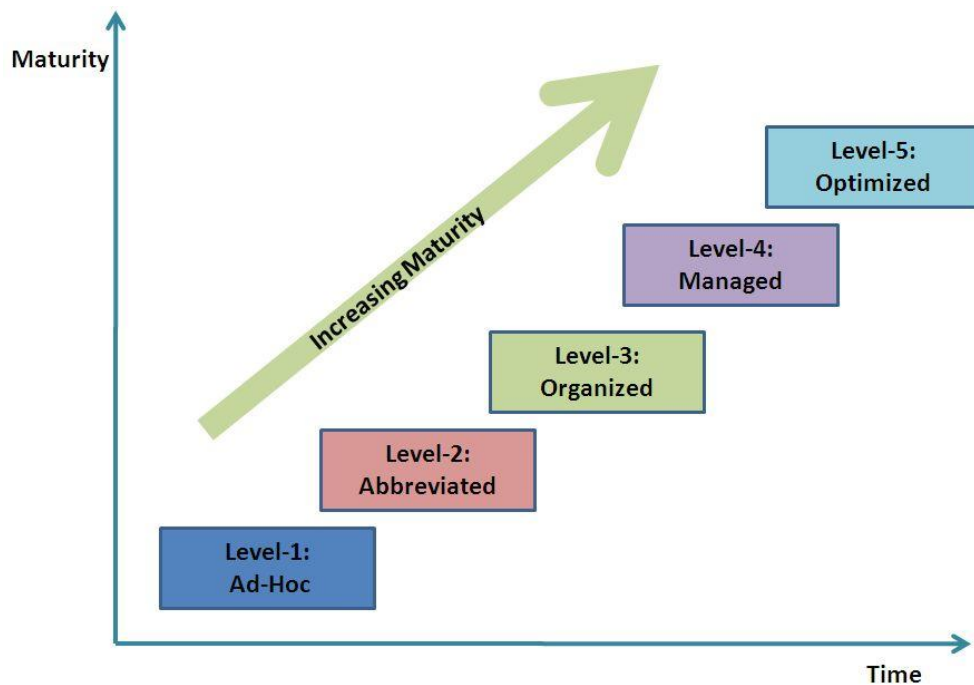 Maturity
Level-5:
Optimized
Level-4:
Managed
Increasing Maturity
Level-3:
Organized
Level-2:
Abbreviated
Level-1:
Ad-Hoc
Time